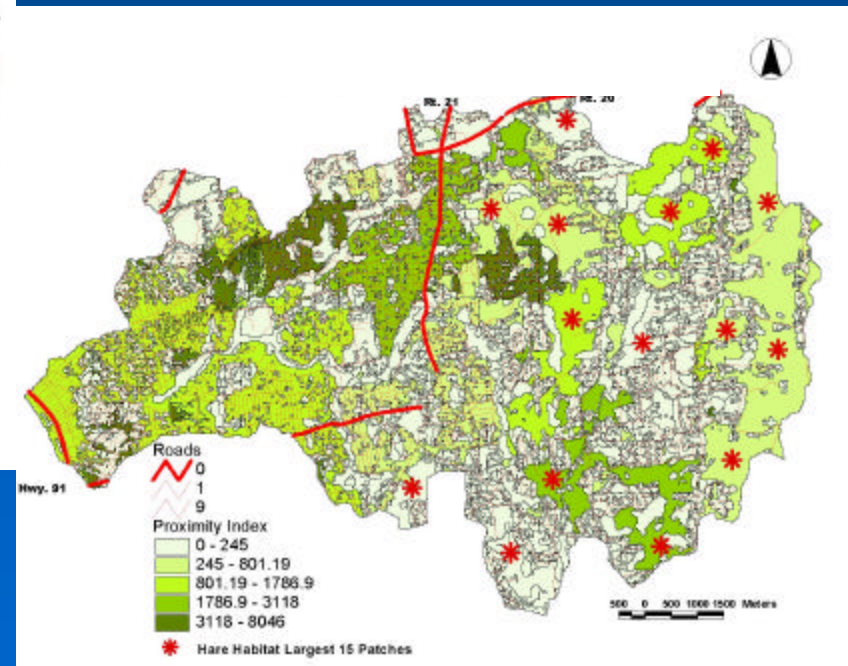 Rt. 21
Rt. 20
Hwy. 91
Roads
0
1
9
Proximity Index
0 - 245
245 - 801.19
801.19 - 1786.9
1786.9 - 3118
3118 - 8046
Hare Habitat Largest 15 Patches
500 0 500 1000 1500 Meters